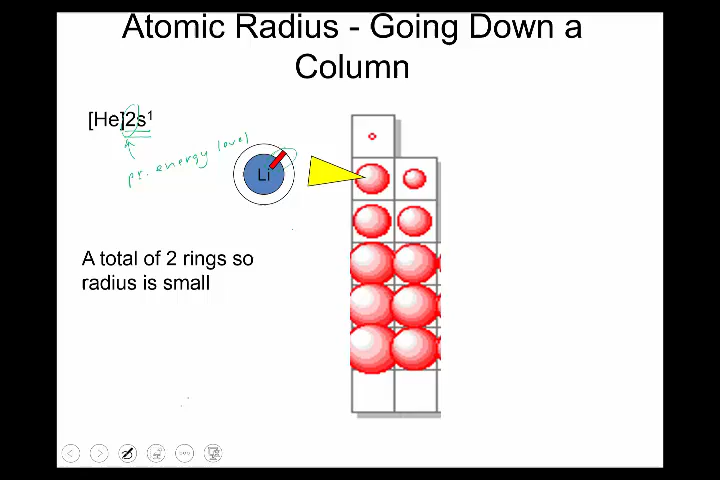 Atomic Radius - Going Down a
Column
[He]2s¹
pr. energy level
Li
A total of 2 rings so
radius is small